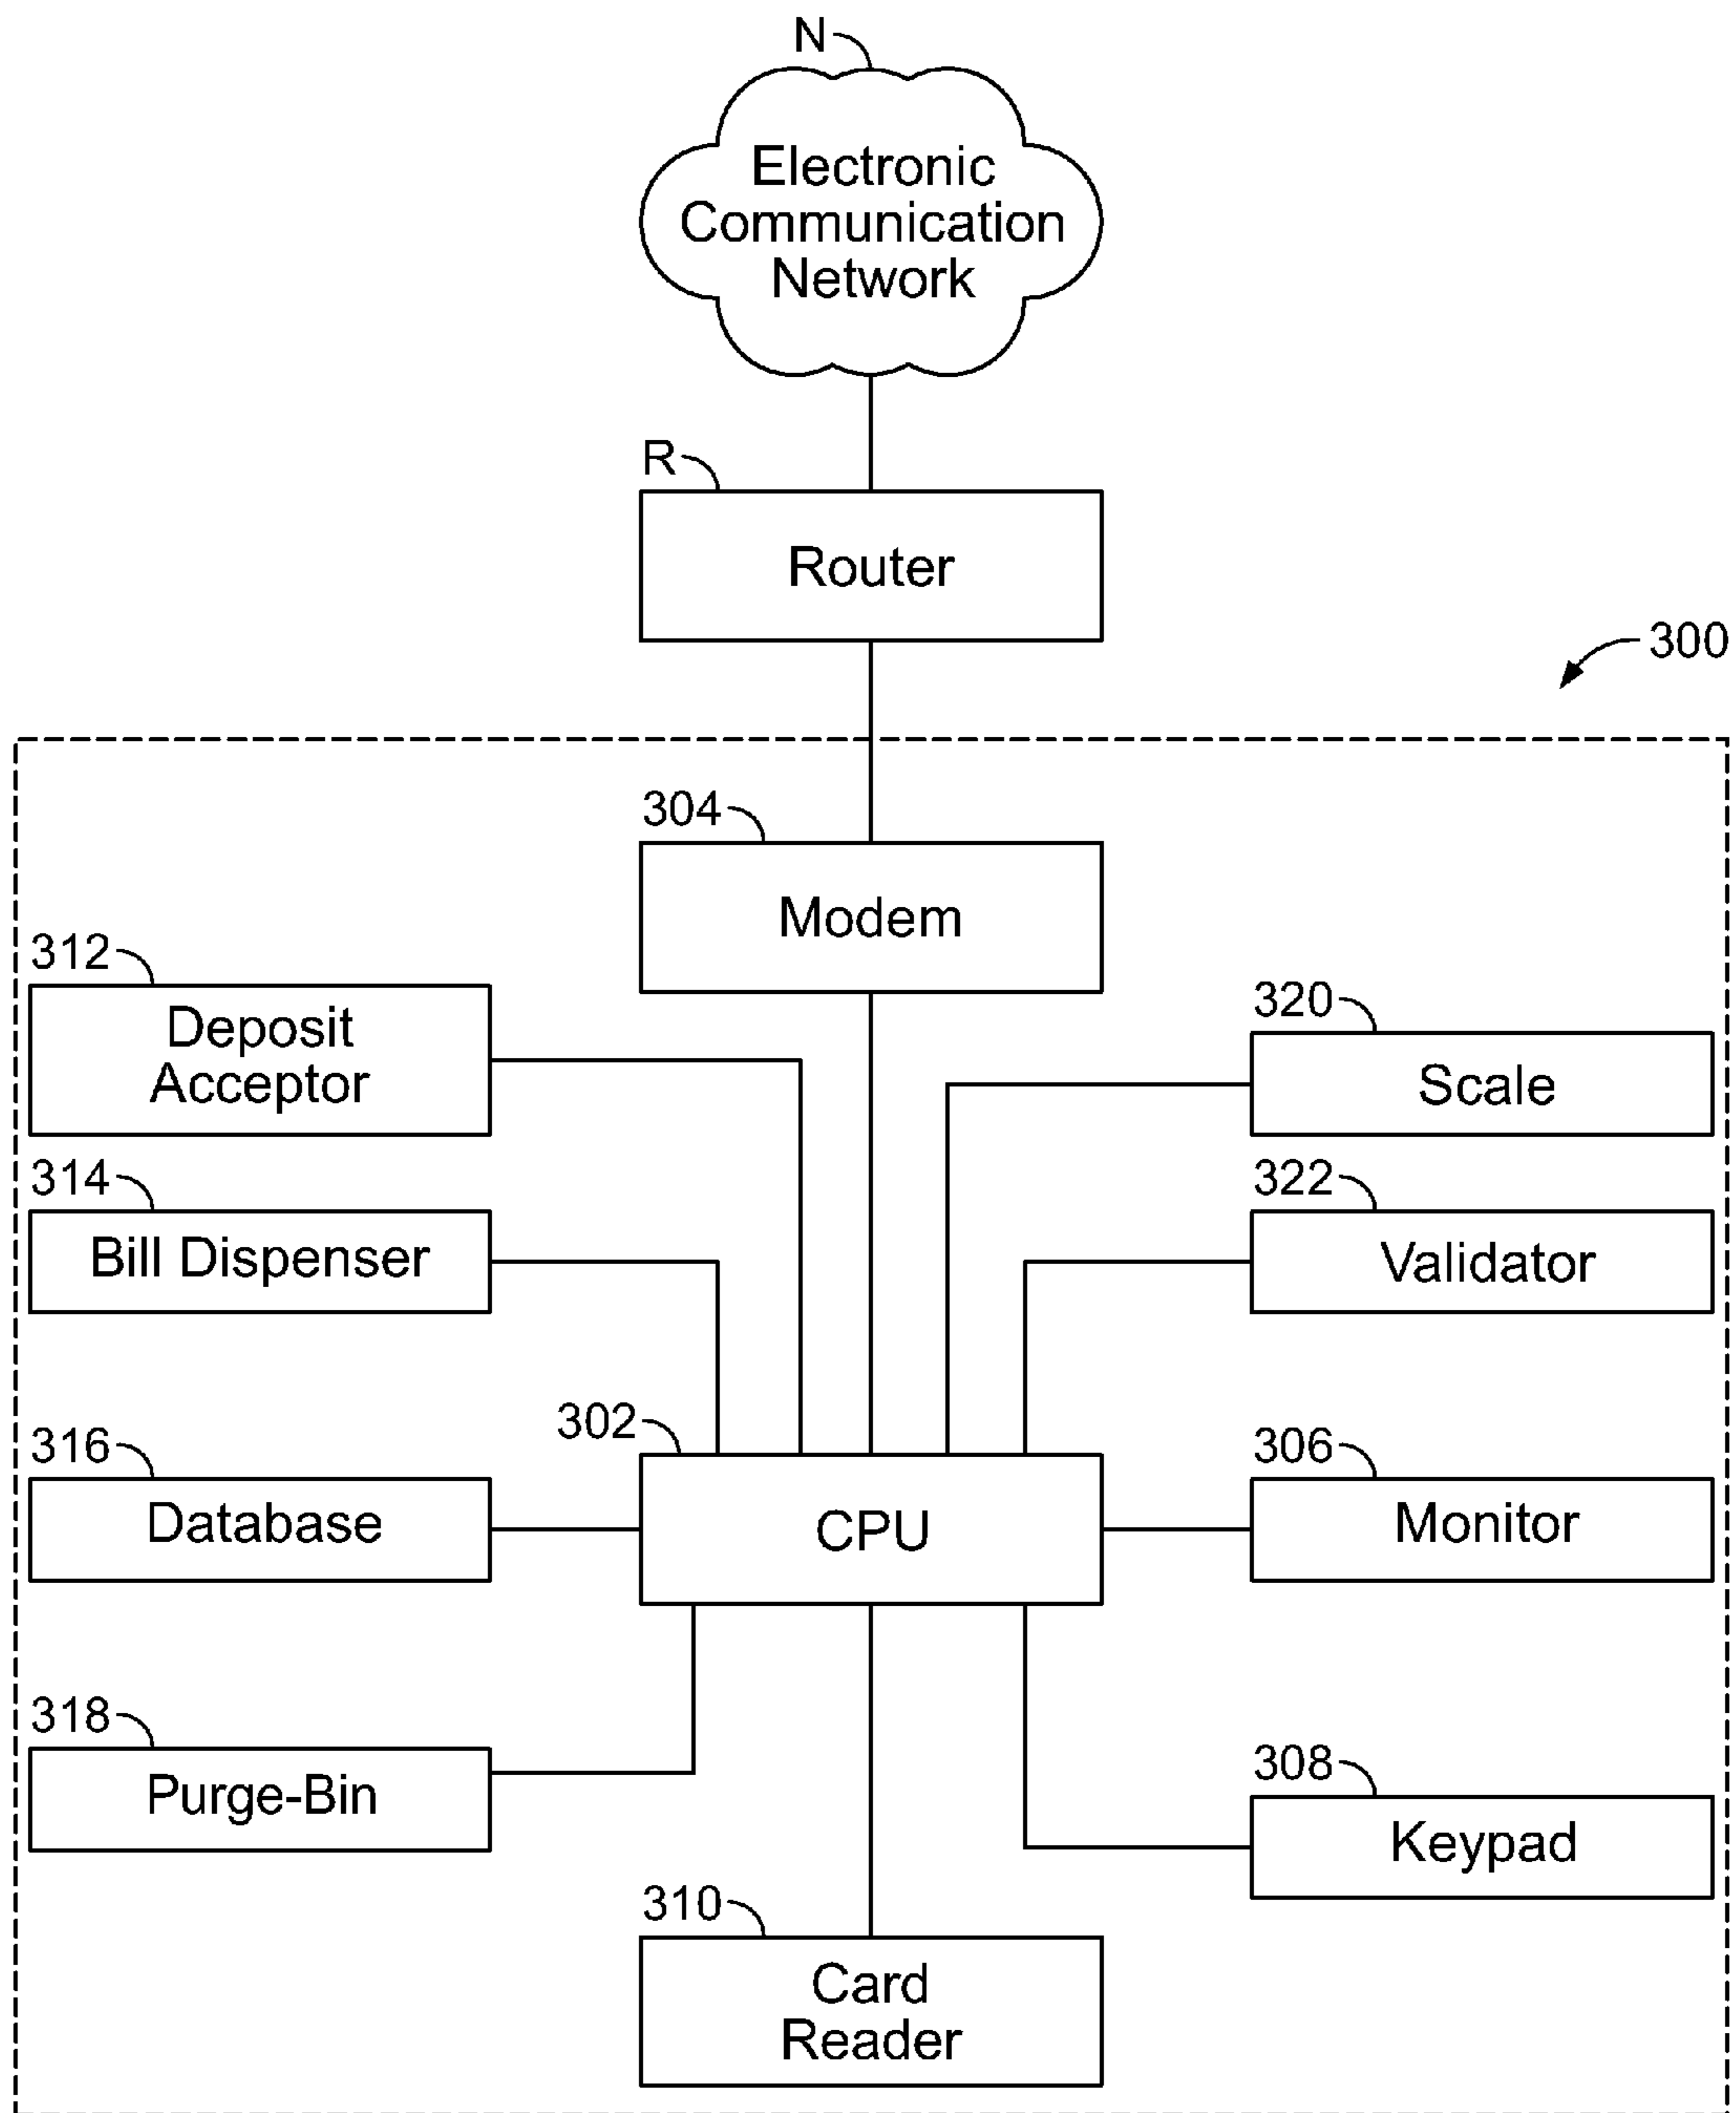 N
Electronic
Communication
Network
R
Router
300
304
Modem
312
Deposit
Acceptor
320
Scale
314
Bill Dispenser
322
Validator
302
CPU
316
Database
306
Monitor
318
Purge-Bin
308
Keypad
310
Card
Reader